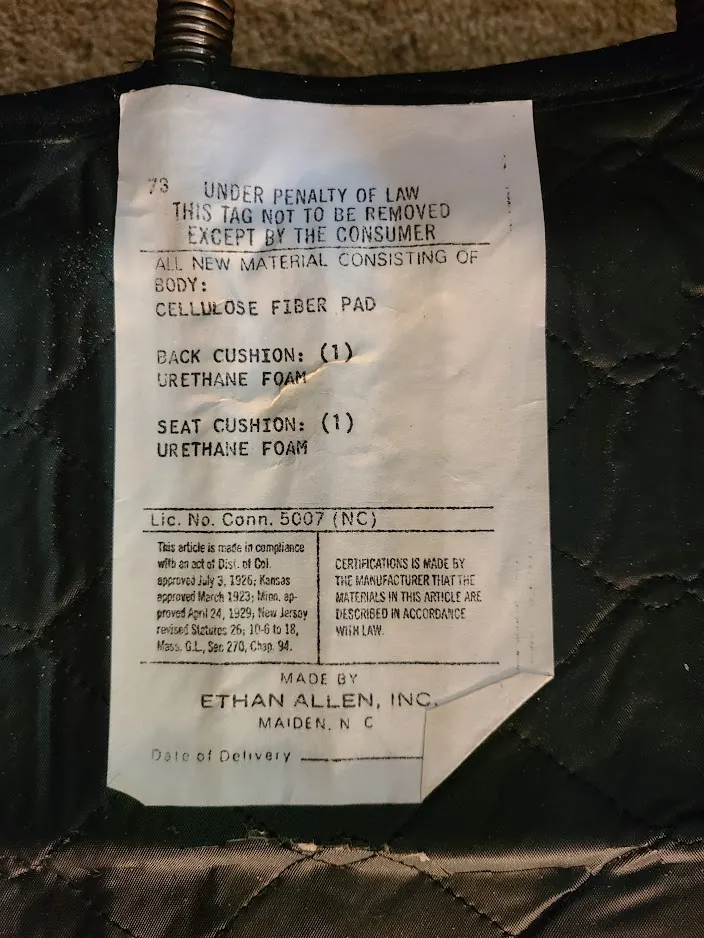 73 UNDER PENALTY OF LAW
THIS TAG NOT TO BE REMOVED
EXCEPT BY THE CONSUMER
ALL NEW MATERIAL CONSISTING OF
BODY:
CELLULOSE FIBER PAD
BACK CUSHION: (1)
URETHANE FOAM
SEAT CUSHION: (1)
URETHANE FOAM
Lic. No. Conn. 5007 (NC)
This article is made in compliance
with an act of Dist. of Col.
approved July 3, 1926; Kansas
approved March 1923; Minn. ap-
proved April 24, 1929; New Jersey
revised Statures 26; 10-6 to 18,
Mass. G.L., Sec 270, Chap. 94.
CERTIFICATIONS IS MADE BY
THE MANUFACTURER THAT THE
MATERIALS IN THIS ARTICLE ARE
DESCRIBED IN ACCORDANCE
WITH LAW.
MADE BY
ETHAN ALLEN, INC.
MAIDEN, N C
Date of Delivery